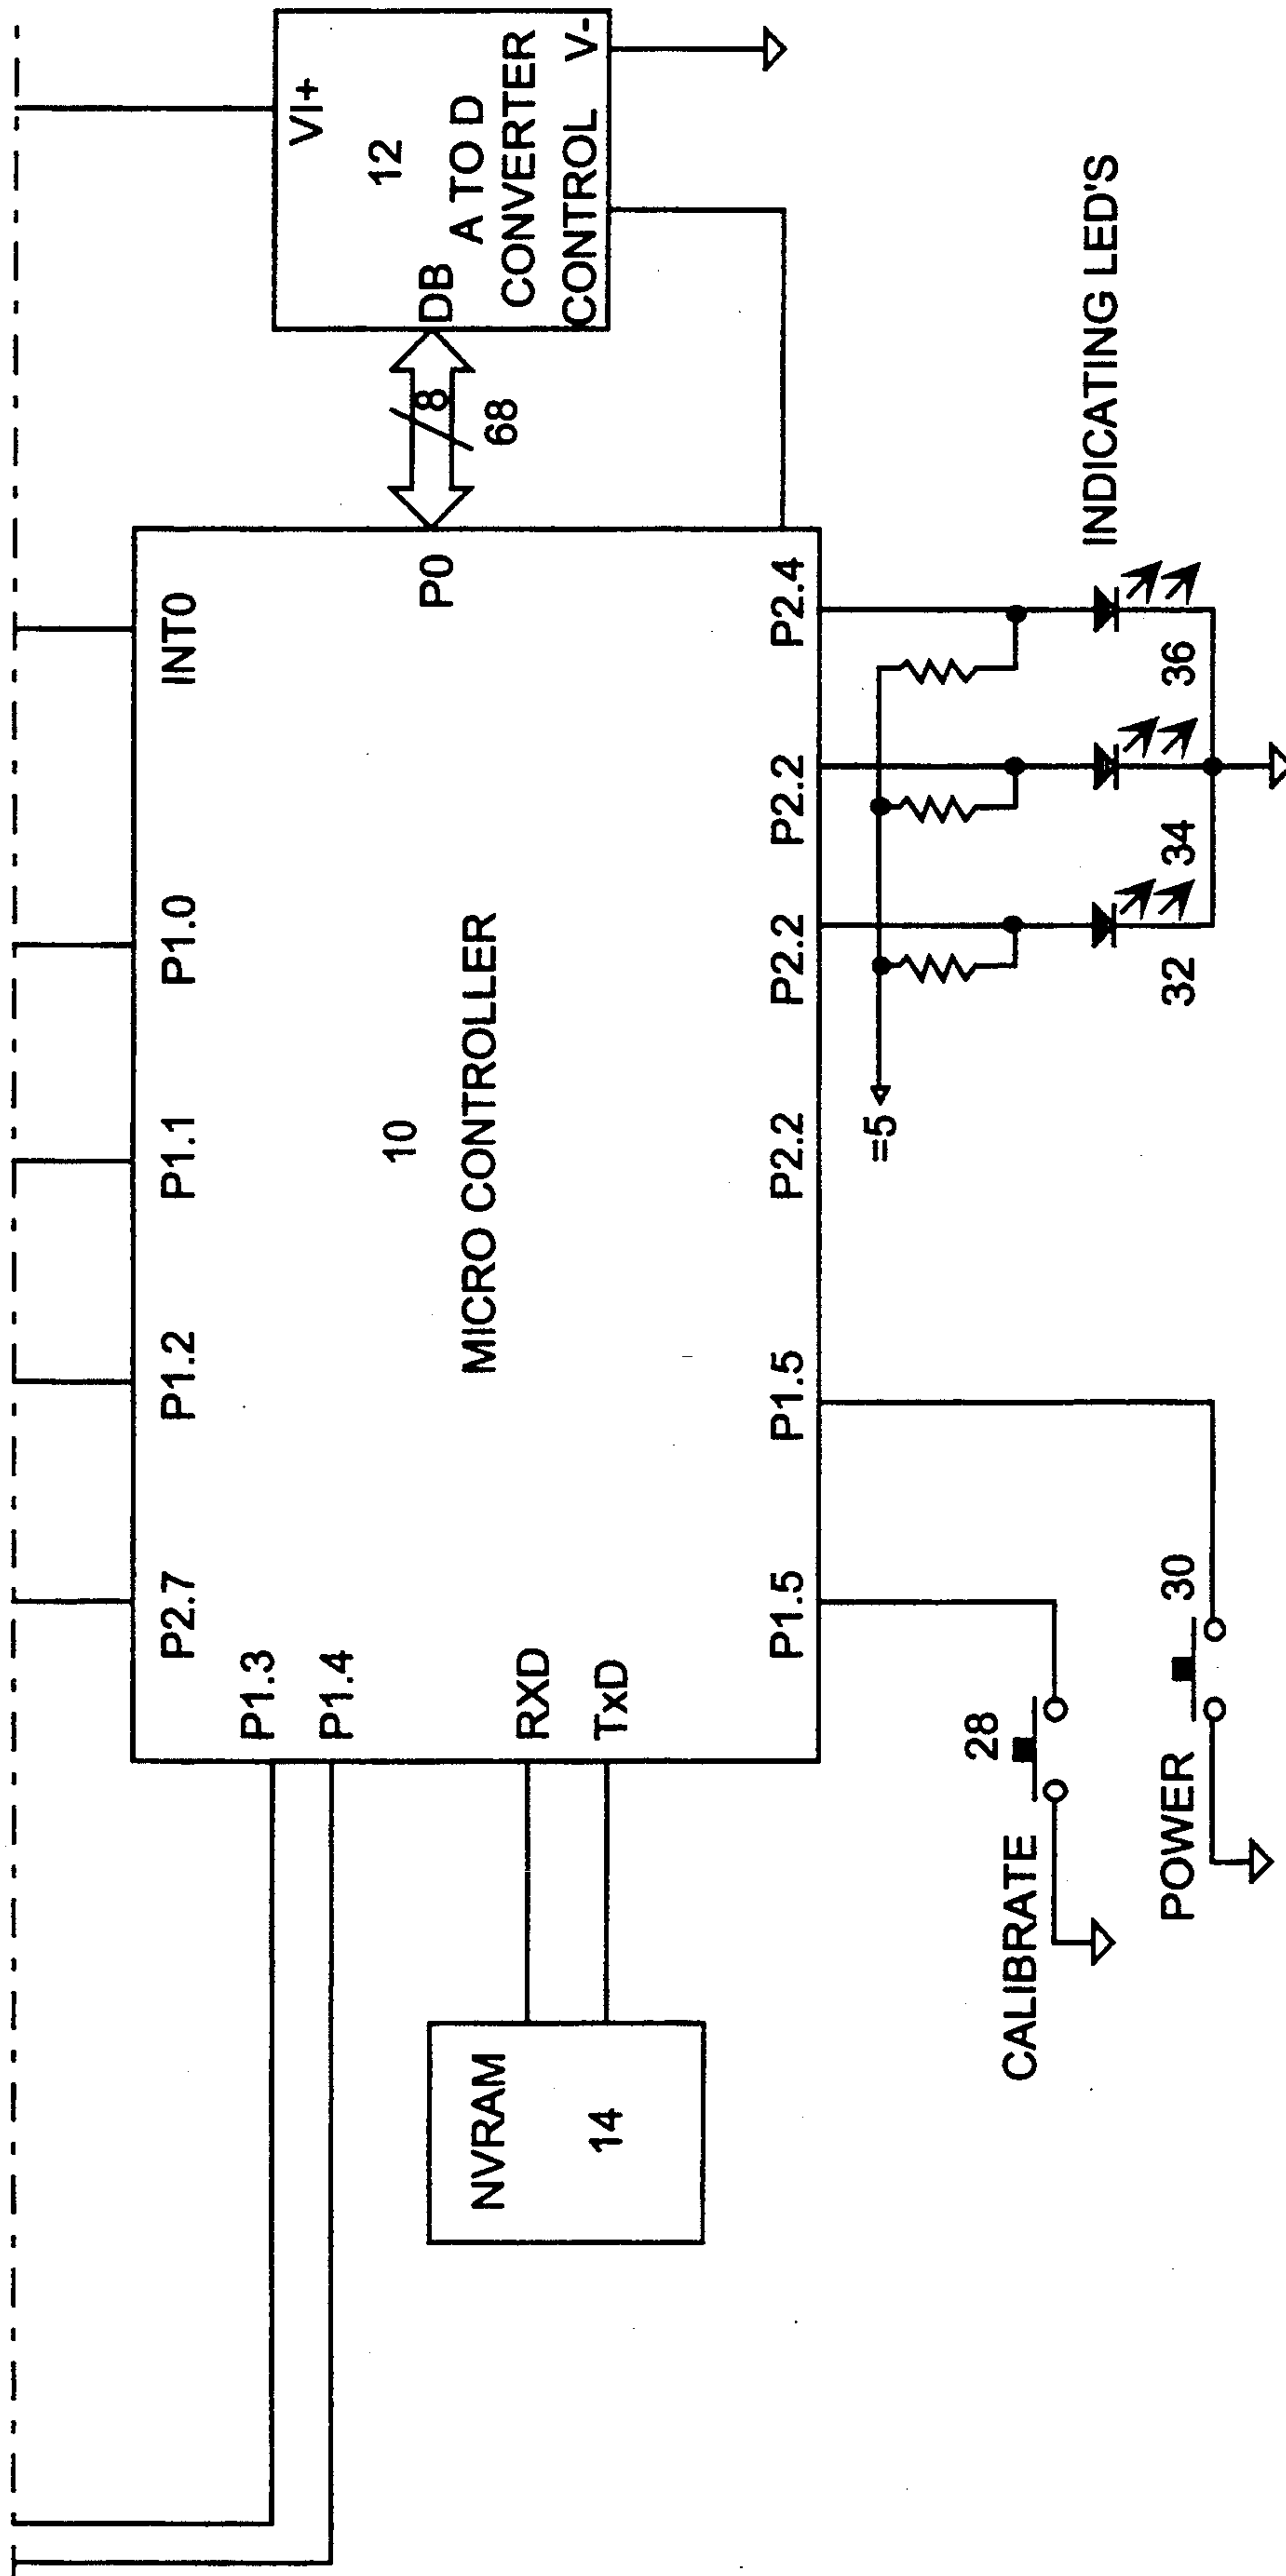 P2.7
P1.2
P1.1
P1.0
INT0
P1.3
P1.4
RXD
TxD
10
MICRO CONTROLLER
P0
P1.5
P1.5
P2.2
P2.2
P2.2
P2.4
NVRAM
14
8
68
VI+
12
DB
A TO D
CONVERTER
CONTROL
V-
CALIBRATE
28
POWER
30
=5
32
34
36
INDICATING LED'S